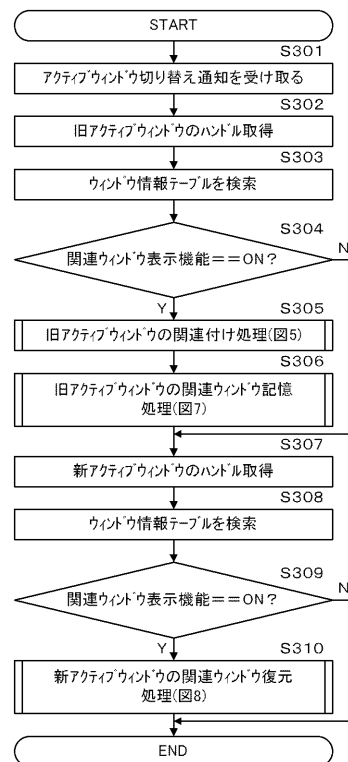 START
S301
アクティブウィンドウ切り替え通知を受け取る
S302
旧アクティブウィンドウのハンドル取得
S303
ウィンドウ情報テーブルを検索
S304
関連ウィンドウ表示機能==ON?
N
Y
S305
旧アクティブウィンドウの関連付け処理(図5)
S306
旧アクティブウィンドウの関連ウィンドウ記憶
処理(図7)
S307
新アクティブウィンドウのハンドル取得
S308
ウィンドウ情報テーブルを検索
S309
関連ウィンドウ表示機能==ON?
N
Y
S310
新アクティブウィンドウの関連ウィンドウ復元
処理(図8)
END